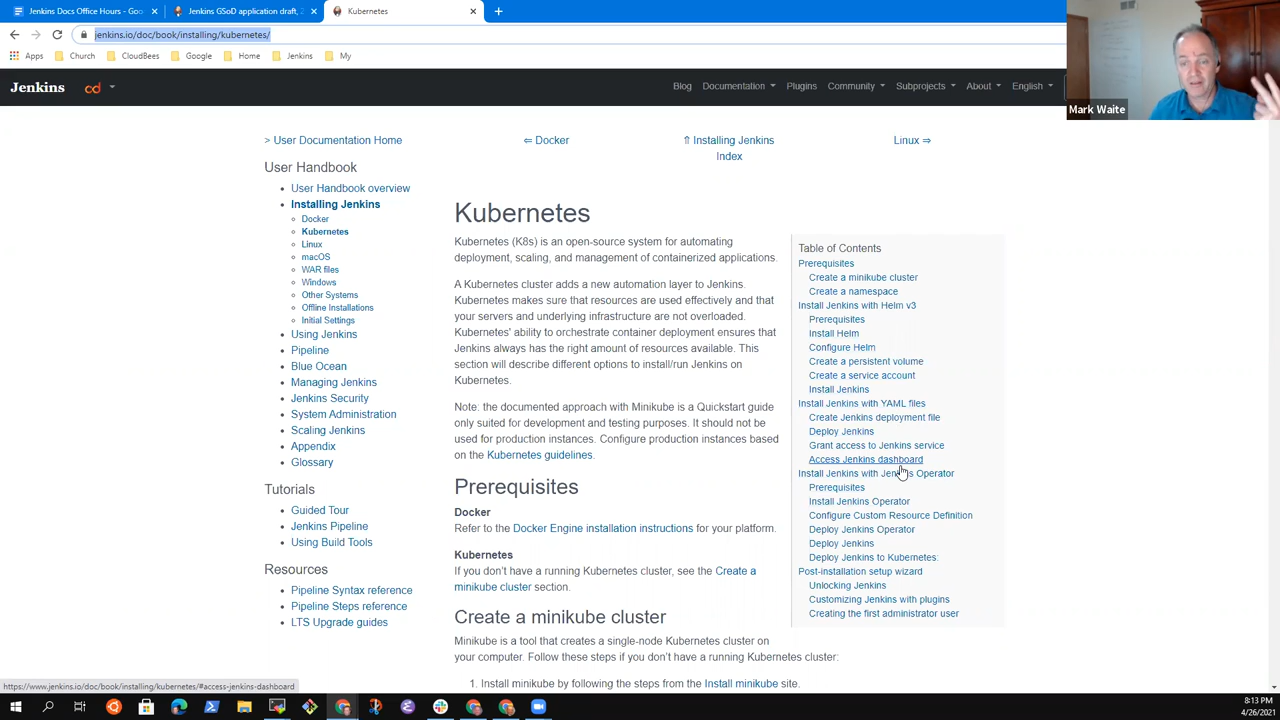 Jenkins Docs Office Hours - Goo
Jenkins GSoD application draft, 2
Kubernetes
jenkins.io/doc/book/installing/kubernetes/
Apps
Church
CloudBees
Google
Home
Jenkins
My
Jenkins
cd
Blog
Documentation
Plugins
Community
Subprojects
About
English
Mark Waite
> User Documentation Home
⇐ Docker
⇑ Installing Jenkins
Index
Linux ⇒
User Handbook
User Handbook overview
Installing Jenkins
Docker
Kubernetes
Linux
macOS
WAR files
Windows
Other Systems
Offline Installations
Initial Settings
Using Jenkins
Pipeline
Blue Ocean
Managing Jenkins
Jenkins Security
System Administration
Scaling Jenkins
Appendix
Glossary
Tutorials
Guided Tour
Jenkins Pipeline
Using Build Tools
Resources
Pipeline Syntax reference
Pipeline Steps reference
LTS Upgrade guides
Kubernetes
Kubernetes (K8s) is an open-source system for automating
deployment, scaling, and management of containerized applications.
A Kubernetes cluster adds a new automation layer to Jenkins.
Kubernetes makes sure that resources are used effectively and that
your servers and underlying infrastructure are not overloaded.
Kubernetes' ability to orchestrate container deployment ensures that
Jenkins always has the right amount of resources available. This
section will describe different options to install/run Jenkins on
Kubernetes.
Note: the documented approach with Minikube is a Quickstart guide
only suited for development and testing purposes. It should not be
used for production instances. Configure production instances based
on the Kubernetes guidelines.
Prerequisites
Docker
Refer to the Docker Engine installation instructions for your platform.
Kubernetes
If you don't have a running Kubernetes cluster, see the Create a
minikube cluster section.
Create a minikube cluster
Minikube is a tool that creates a single-node Kubernetes cluster on
your computer. Follow these steps if you don't have a running Kubernetes cluster:
1. Install minikube by following the steps from the Install minikube site.
Table of Contents
Prerequisites
Create a minikube cluster
Create a namespace
Install Jenkins with Helm v3
Prerequisites
Install Helm
Configure Helm
Create a persistent volume
Create a service account
Install Jenkins
Install Jenkins with YAML files
Create Jenkins deployment file
Deploy Jenkins
Grant access to Jenkins service
Access Jenkins dashboard
Install Jenkins with Jenkins Operator
Prerequisites
Install Jenkins Operator
Configure Custom Resource Definition
Deploy Jenkins Operator
Deploy Jenkins
Deploy Jenkins to Kubernetes:
Post-installation setup wizard
Unlocking Jenkins
Customizing Jenkins with plugins
Creating the first administrator user
https://www.jenkins.io/doc/book/installing/kubernetes/#access-jenkins-dashboard
8:13 PM
4/26/2021